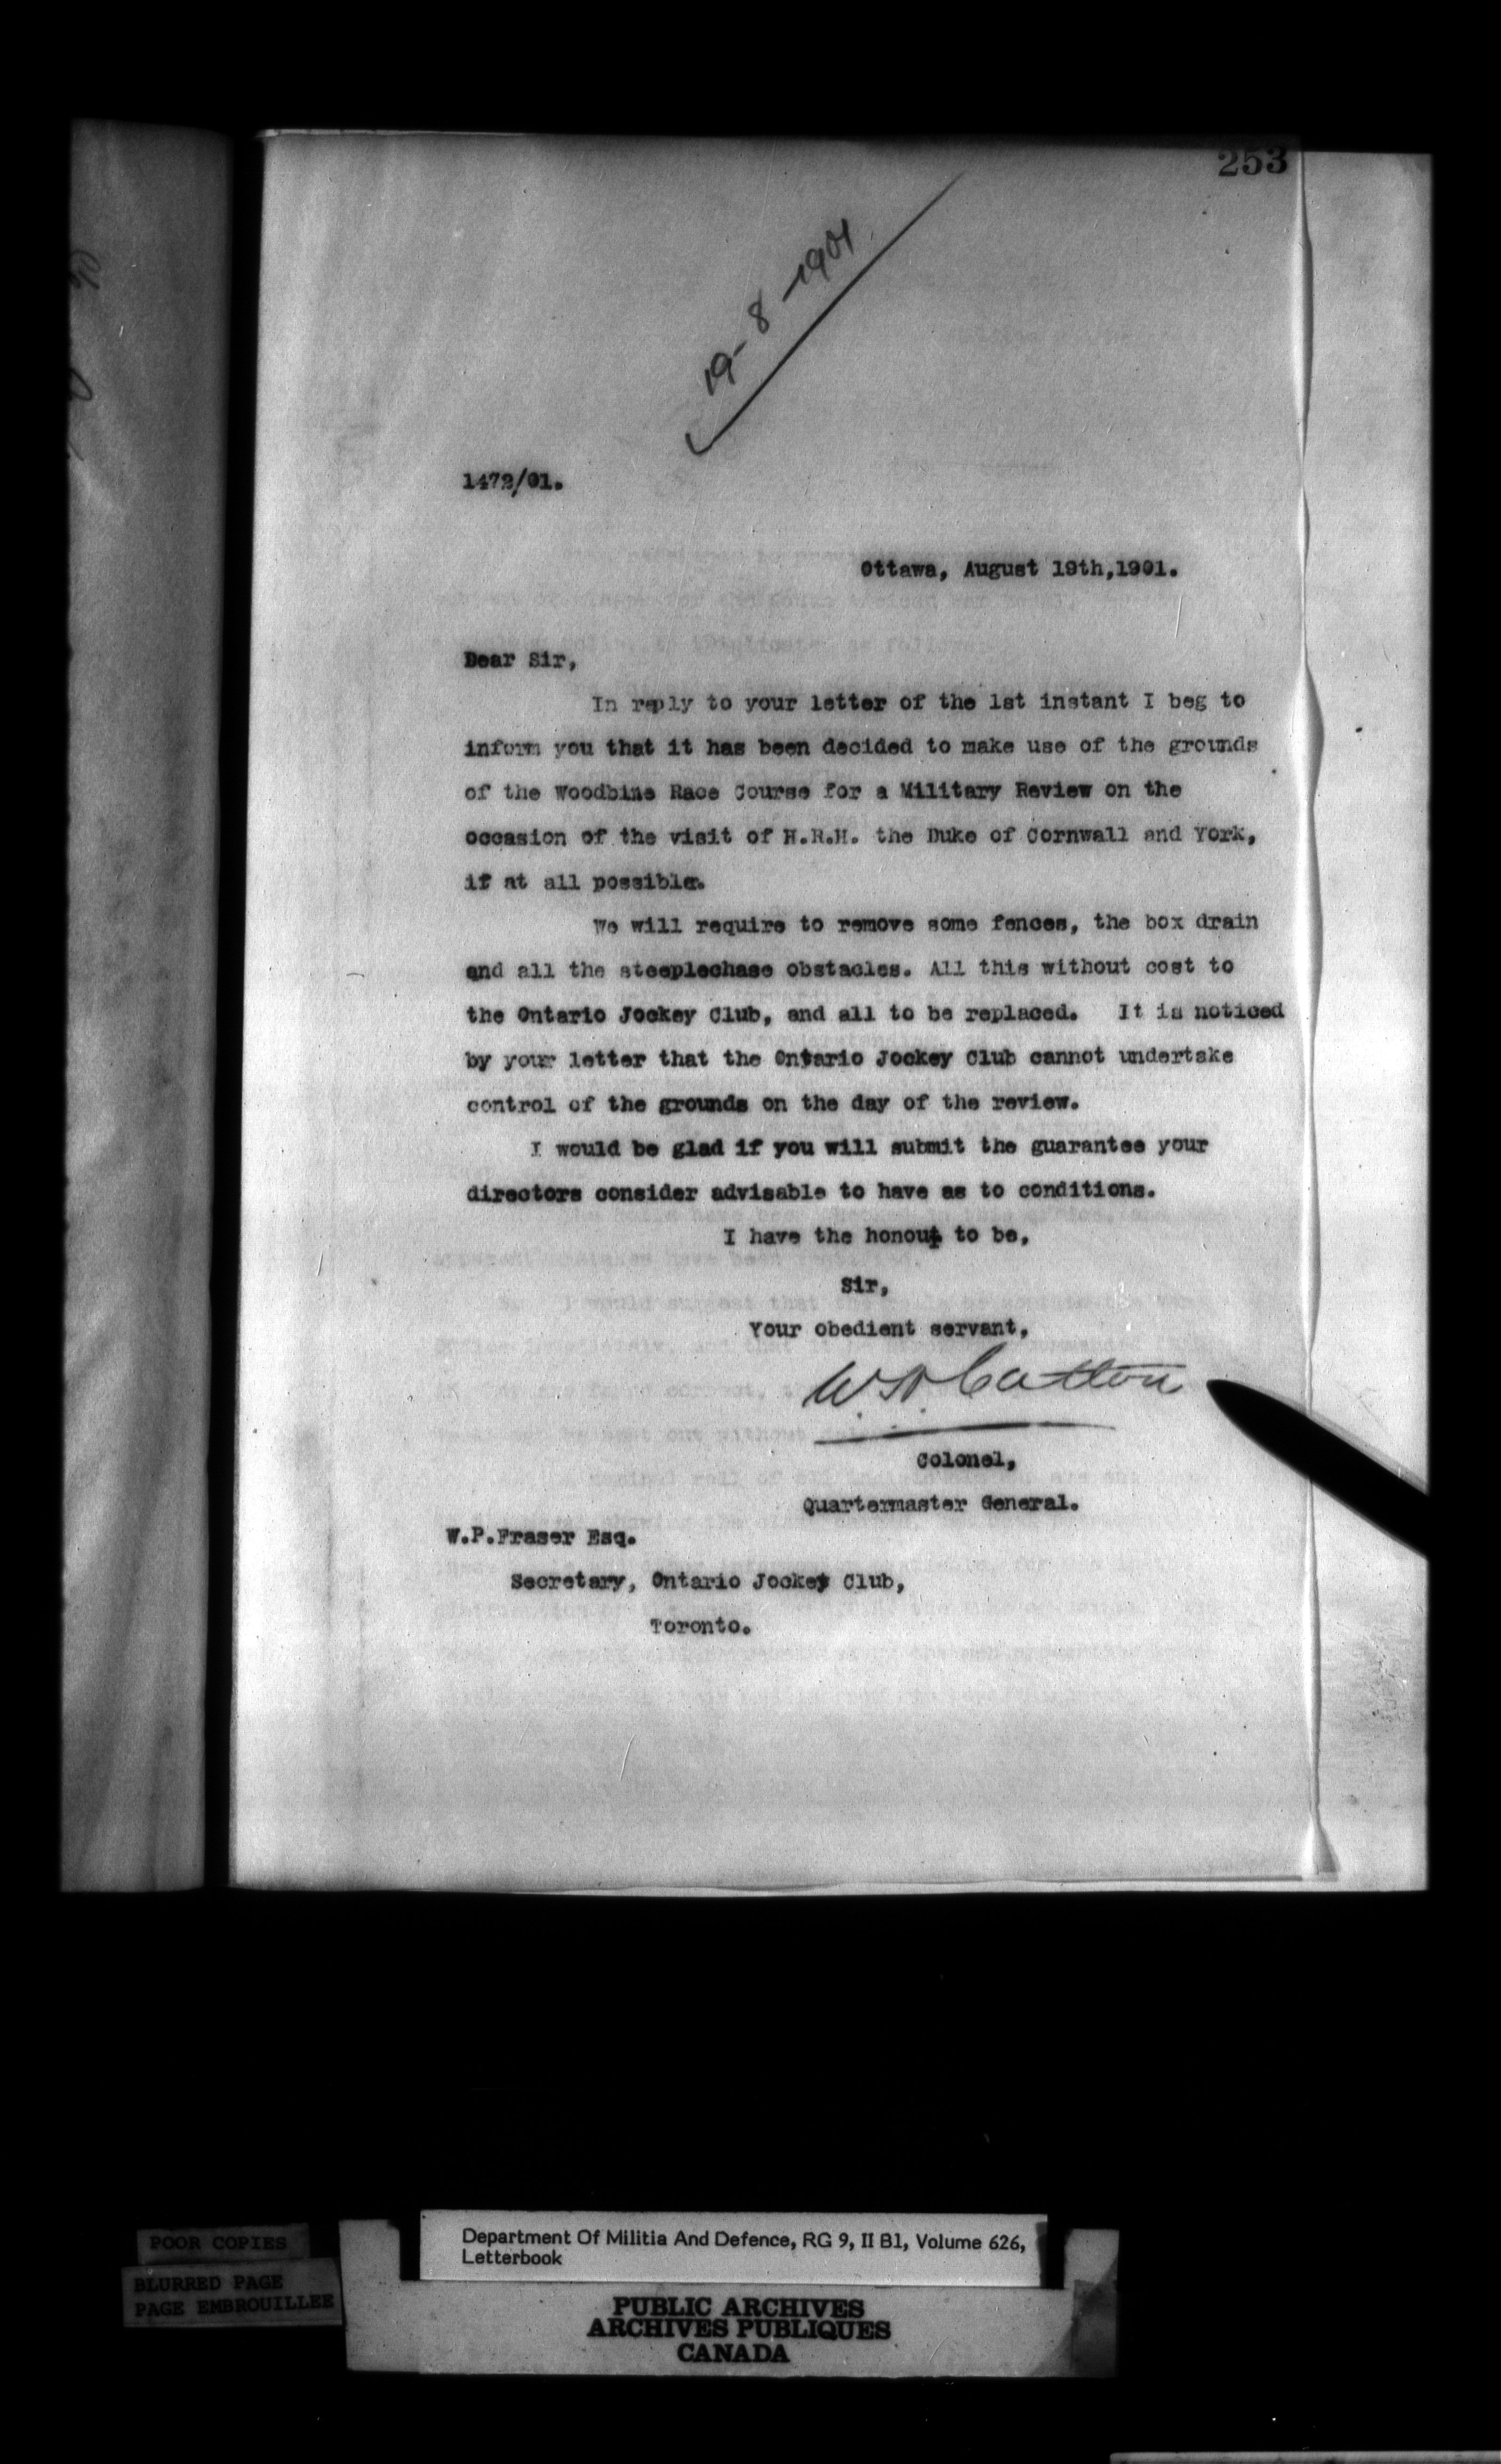 253
19-8-1901
1472/01.
Ottawa, August 19th,1901.
Dear Sir,
In reply to your letter of the 1st instant I beg to
inform you that it has been decided to make use of the grounds
of the Woodbine Race Course for a Military Review on the
occasion of the visit of H.R.H. the Duke of Cornwall and York,
if at all possible.
We will require to remove some fences, the box drain
and all the steeplechase obstacles. All this without cost to
the Ontario Jockey Club, and all to be replaced. It is noticed
by your letter that the Ontario Jockey Club cannot undertake
control of the grounds on the day of the review.
I would be glad if you will submit the guarantee your
directors consider advisable to have as to conditions.
I have the honour to be,
Sir,
Your obedient servant,
Colonel,
Quartermaster General.
W.P.Fraser Esq.
Secretary, Ontario Jockey Club,
Toronto.
Department Of Militia And Defence, RG 9, II B1, Volume 626,
Letterbook
POOR COPIES
BLURRED PAGE
PAGE EMBROUILLEE
PUBLIC ARCHIVES
ARCHIVES PUBLIQUES
CANADA